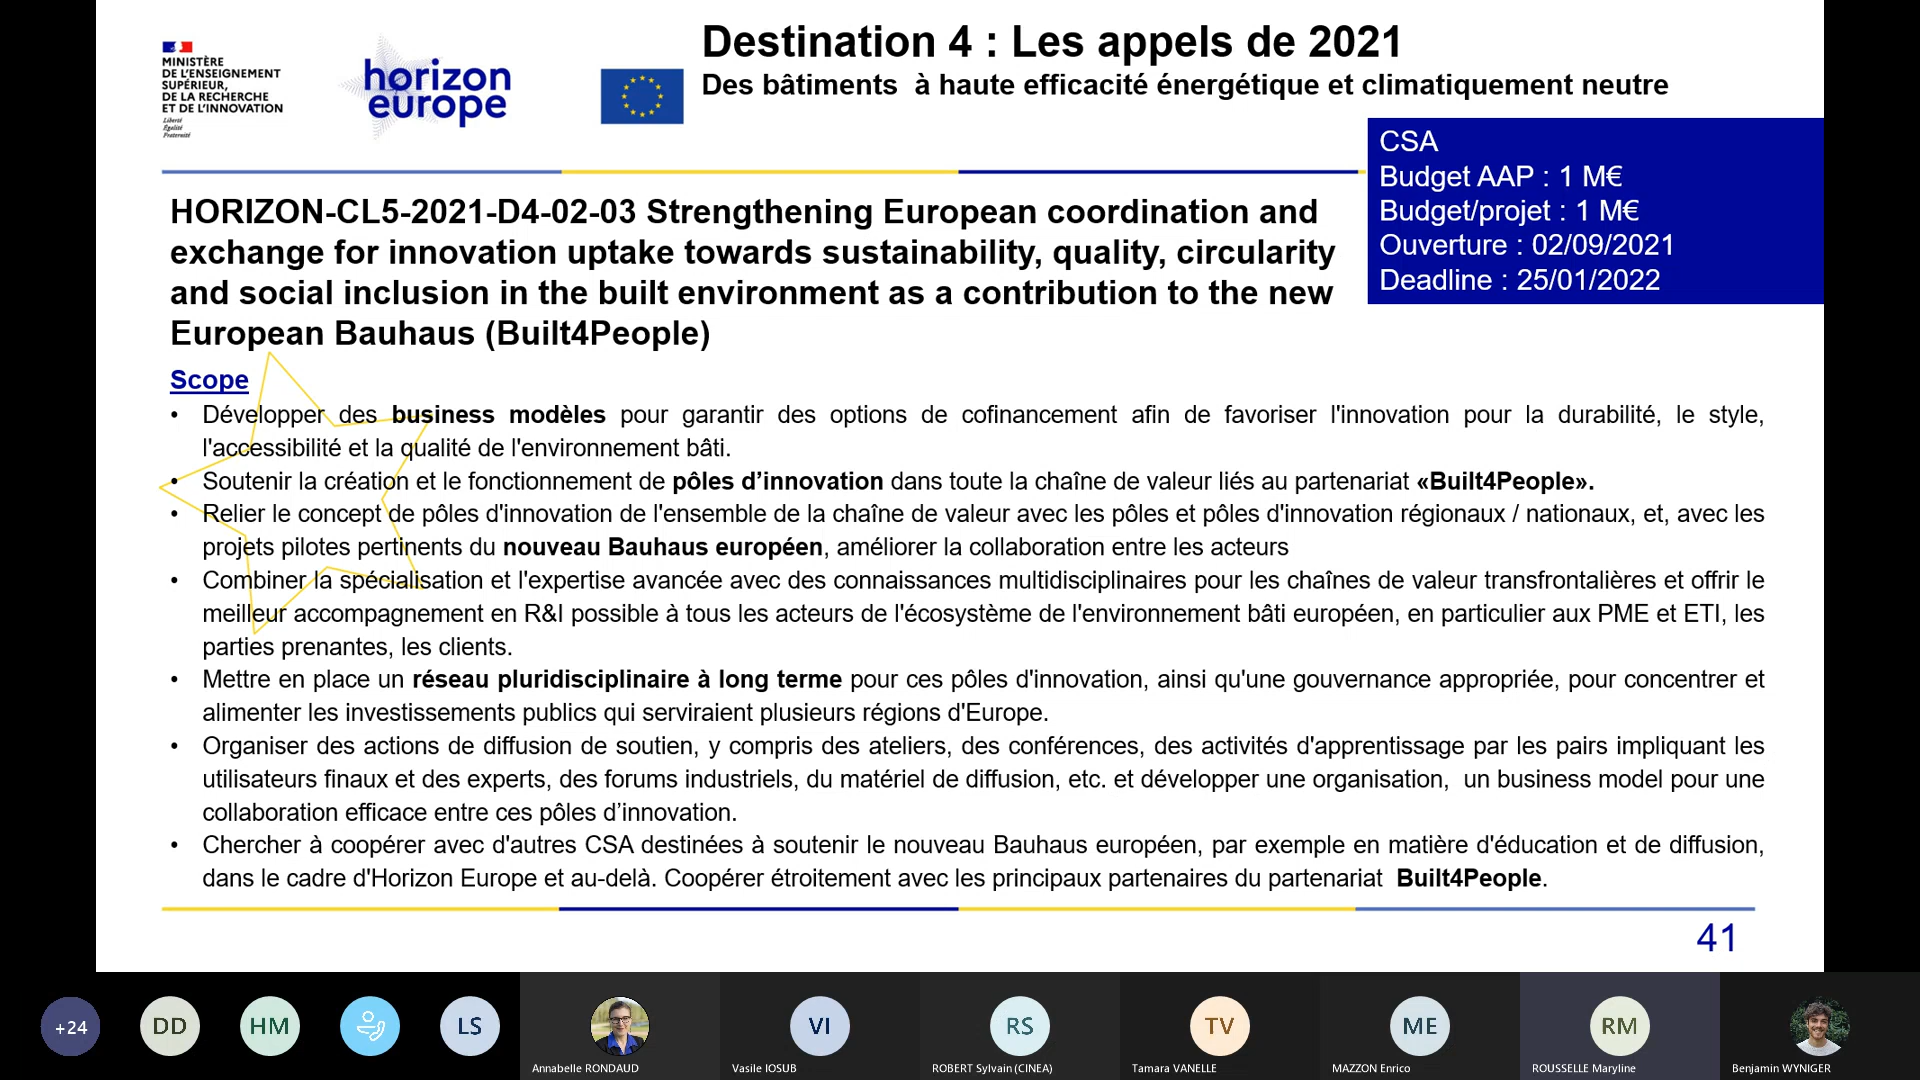 MINISTÈRE
DE L'ENSEIGNEMENT
SUPÉRIEUR,
DE LA RECHERCHE
ET DE L'INNOVATION
Liberté
Égalité
Fraternité
horizon
europe
Destination 4 : Les appels de 2021
Des bâtiments  à haute efficacité énergétique et climatiquement neutre
CSA
Budget AAP : 1 M€
Budget/projet : 1 M€
Ouverture : 02/09/2021
Deadline : 25/01/2022
HORIZON-CL5-2021-D4-02-03 Strengthening European coordination and
exchange for innovation uptake towards sustainability, quality, circularity
and social inclusion in the built environment as a contribution to the new
European Bauhaus (Built4People)
Scope
• Développer des business modèles pour garantir des options de cofinancement afin de favoriser l'innovation pour la durabilité, le style,
l'accessibilité et la qualité de l'environnement bâti.
• Soutenir la création et le fonctionnement de pôles d’innovation dans toute la chaîne de valeur liés au partenariat «Built4People».
• Relier le concept de pôles d'innovation de l'ensemble de la chaîne de valeur avec les pôles et pôles d'innovation régionaux / nationaux, et, avec les
projets pilotes pertinents du nouveau Bauhaus européen, améliorer la collaboration entre les acteurs
• Combiner la spécialisation et l'expertise avancée avec des connaissances multidisciplinaires pour les chaînes de valeur transfrontalières et offrir le
meilleur accompagnement en R&I possible à tous les acteurs de l'écosystème de l'environnement bâti européen, en particulier aux PME et ETI, les
parties prenantes, les clients.
• Mettre en place un réseau pluridisciplinaire à long terme pour ces pôles d'innovation, ainsi qu'une gouvernance appropriée, pour concentrer et
alimenter les investissements publics qui serviraient plusieurs régions d'Europe.
• Organiser des actions de diffusion de soutien, y compris des ateliers, des conférences, des activités d'apprentissage par les pairs impliquant les
utilisateurs finaux et des experts, des forums industriels, du matériel de diffusion, etc. et développer une organisation,  un business model pour une
collaboration efficace entre ces pôles d’innovation.
• Chercher à coopérer avec d'autres CSA destinées à soutenir le nouveau Bauhaus européen, par exemple en matière d'éducation et de diffusion,
dans le cadre d'Horizon Europe et au-delà. Coopérer étroitement avec les principaux partenaires du partenariat  Built4People.
41
+24
DD
HM
LS
Annabelle RONDAUD
VI
Vasile IOSUB
RS
ROBERT Sylvain (CINEA)
TV
Tamara VANELLE
ME
MAZZON Enrico
RM
ROUSSELLE Maryline
Benjamin WYNIGER